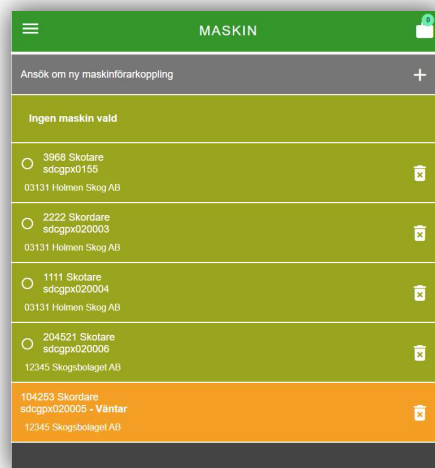 MASKIN
0
Ansök om ny maskinförarkoppling
Ingen maskin vald
3968 Skotare
sdcgpx0155
03131 Holmen Skog AB
2222 Skordare
sdcgpx020003
03131 Holmen Skog AB
1111 Skotare
sdcgpx020004
03131 Holmen Skog AB
204521 Skotare
sdcgpx020006
12345 Skogsbolaget AB
104253 Skordare
sdcgpx020005 - Väntar
12345 Skogsbolaget AB